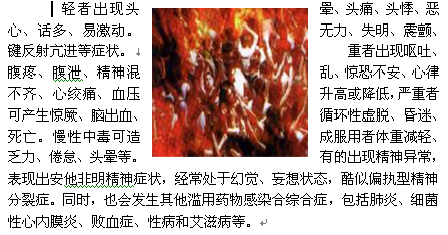 轻者出现头晕、头痛、头悸、恶
心、话多、易激动。无力、失明、震颤、
键反射亢进等症状。重者出现呕吐、
腹疼、腹泄、精神混乱、惊恐不安、心律
不齐、心绞痛、血压升高或降低，严重者
可产生惊厥、脑出血、循环性虚脱、昏迷、
死亡。慢性中毒可造成服用者体重减轻、
乏力、倦怠、头晕等。有的出现精神异常，
表现出安他非明精神症状，经常处于幻觉、妄想状态，酷似偏执型精神
分裂症。同时，也会发生其他滥用药物感染合综合症，包括肺炎、细菌
性心内膜炎、败血症、性病和艾滋病等。